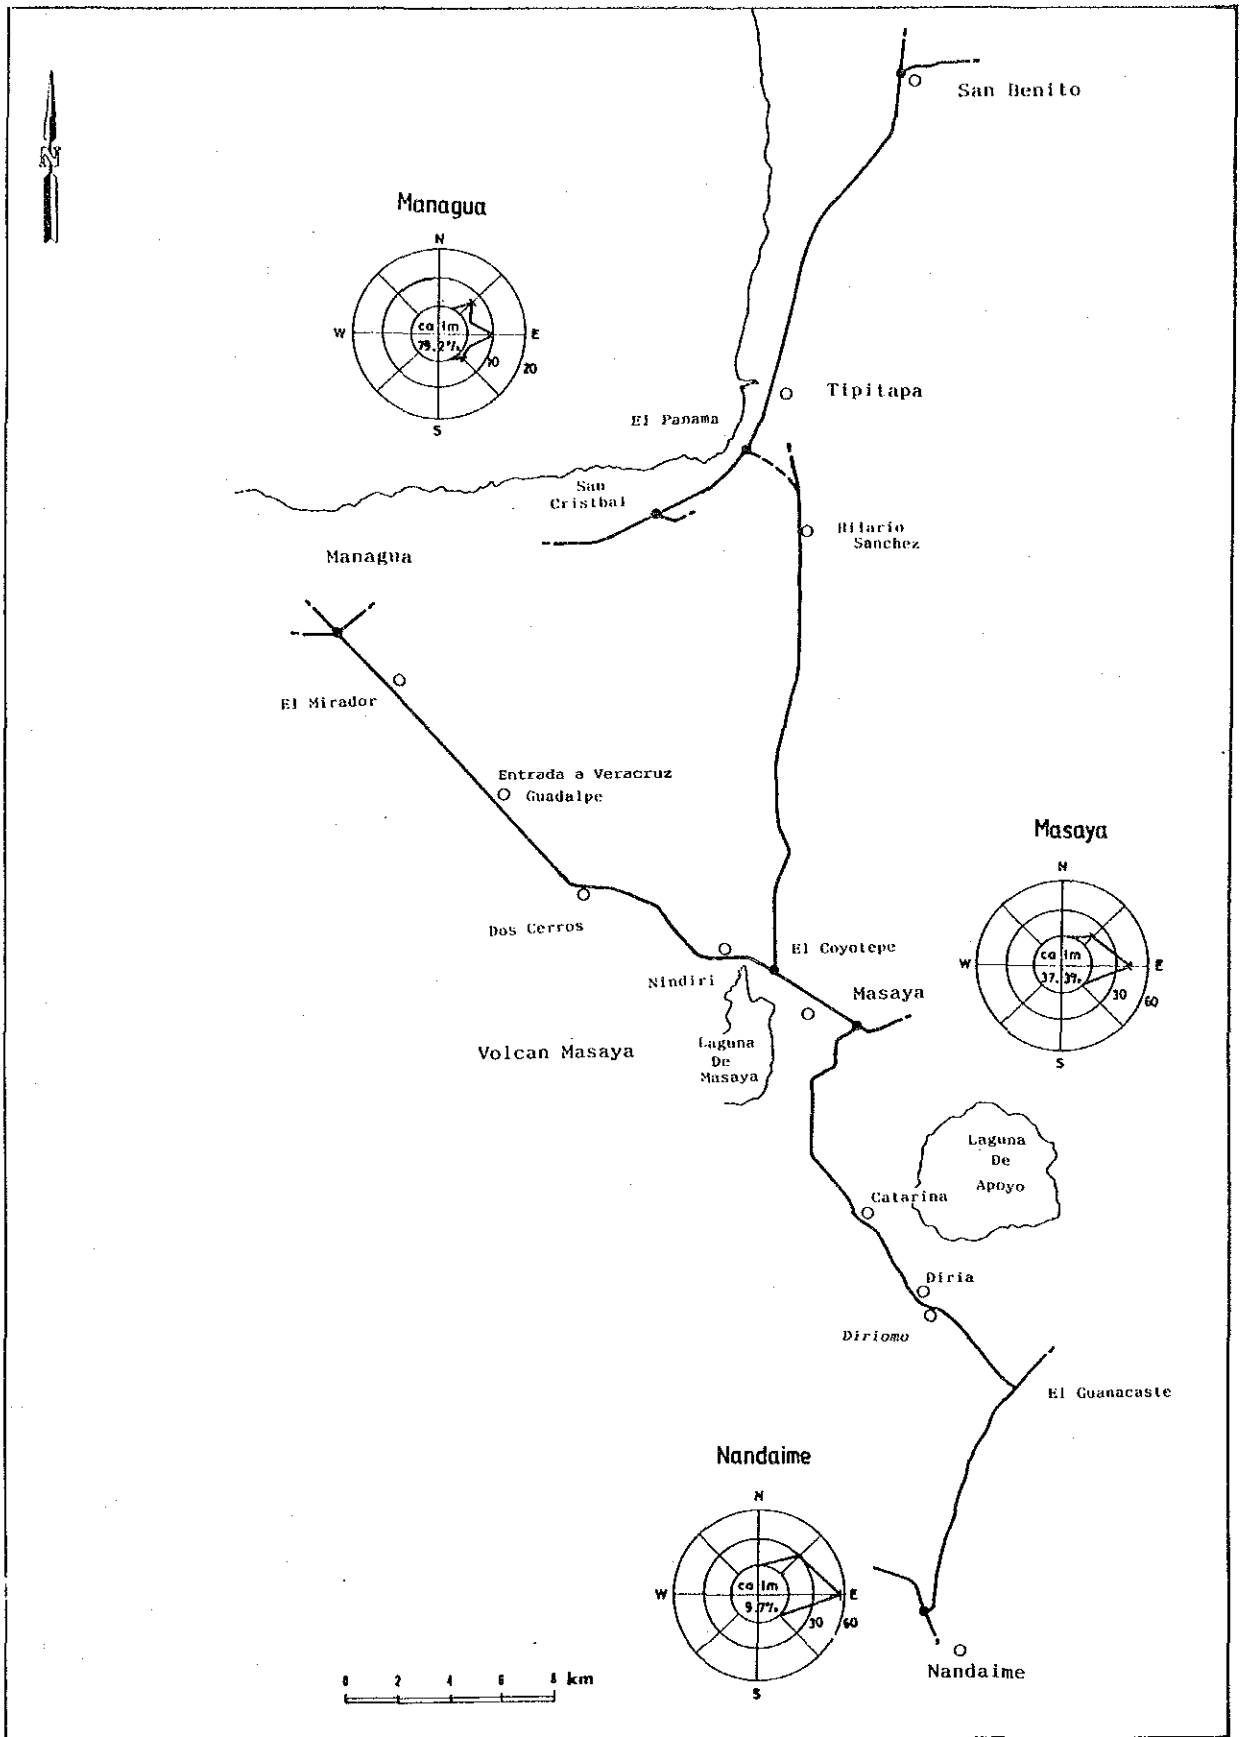 San Benito
N
Managua
N
W
calm
79.2%
E
10
20
S
Tipitapa
El Panama
San
Cristbal
Hilario
Sanchez
Managua
El Mirador
Entrada a Veracruz
Guadalpe
Masaya
N
W
calm
37.3%
E
30
60
S
Dos Cerros
El Coyotepe
Nindiri
Masaya
Volcan Masaya
Laguna
De
Masaya
Laguna
De
Apoyo
Catarina
Diria
Diriomo
El Guanacaste
Nandaime
N
W
calm
9.7%
E
30
60
S
Nandaime
0 2 4 6 8 km